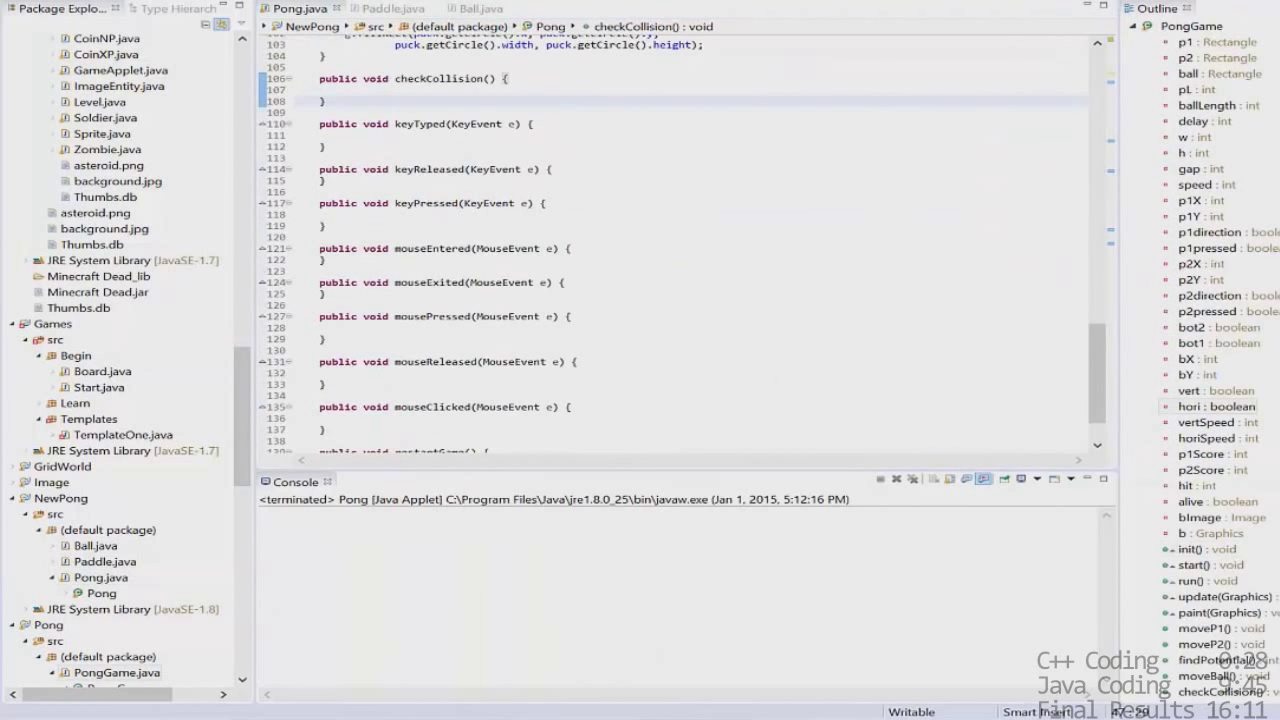 Package Explo...
Type Hierarch
CoinNP.java
CoinXP.java
GameApplet.java
ImageEntity.java
Level.java
Soldier.java
Sprite.java
Zombie.java
asteroid.png
background.jpg
Thumbs.db
asteroid.png
background.jpg
Thumbs.db
JRE System Library [JavaSE-1.7]
Minecraft Dead_lib
Minecraft Dead.jar
Thumbs.db
Games
src
Begin
Board.java
Start.java
Learn
Templates
TemplateOne.java
JRE System Library [JavaSE-1.7]
GridWorld
Image
NewPong
src
(default package)
Ball.java
Paddle.java
Pong.java
Pong
JRE System Library [JavaSE-1.8]
Pong
src
(default package)
PongGame.java
Pong.java
Paddle.java
Ball.java
NewPong
src
(default package)
Pong
checkCollision() : void
103 puck.getCircle().width, puck.getCircle().height);
104 }
105
106 public void checkCollision() {
107
108 }
109
110 public void keyTyped(KeyEvent e) {
111
112 }
113
114 public void keyReleased(KeyEvent e) {
115 }
116
117 public void keyPressed(KeyEvent e) {
118
119 }
120
121 public void mouseEntered(MouseEvent e) {
122 }
123
124 public void mouseExited(MouseEvent e) {
125 }
126
127 public void mousePressed(MouseEvent e) {
128
129 }
130
131 public void mouseReleased(MouseEvent e) {
132
133 }
134
135 public void mouseClicked(MouseEvent e) {
136
137 }
138
Console
<terminated> Pong [Java Applet] C:\Program Files\Java\jre1.8.0_25\bin\javaw.exe (Jan 1, 2015, 5:12:16 PM)
Outline
PongGame
p1 : Rectangle
p2 : Rectangle
ball : Rectangle
pL : int
ballLength : int
delay : int
w : int
h : int
gap : int
speed : int
p1X : int
p1Y : int
p1direction : boole
p1pressed : boole
p2X : int
p2Y : int
p2direction : boole
p2pressed : boole
bot2 : boolean
bot1 : boolean
bX : int
bY : int
vert : boolean
hori : boolean
vertSpeed : int
horiSpeed : int
p1Score : int
p2Score : int
hit : int
alive : boolean
bImage : Image
b : Graphics
init() : void
start() : void
run() : void
update(Graphics) :
paint(Graphics) : v
moveP1() : void
moveP2() : void
moveBall() : void
checkCollision() :
C++ Coding 0:28
Java Coding 9:45
Final Results 16:11
Writable
Smart Insert